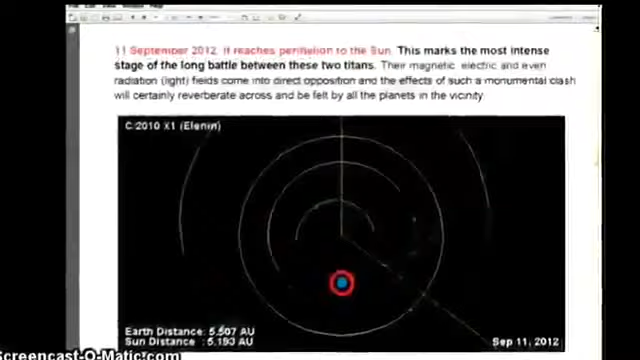 11 September 2012. It reaches perihelion to the Sun. This marks the most intense
stage of the long battle between these two titans. Their magnetic, electric and even
radiation (light) fields come into direct opposition and the effects of such a monumental clash
will certainly reverberate across and be felt by all the planets in the vicinity
C/2010 X1 (Elenin)
Earth Distance: 5.507 AU
Sun Distance : 5.193 AU
Sep 11, 2012
Screencast-O-Matic.com